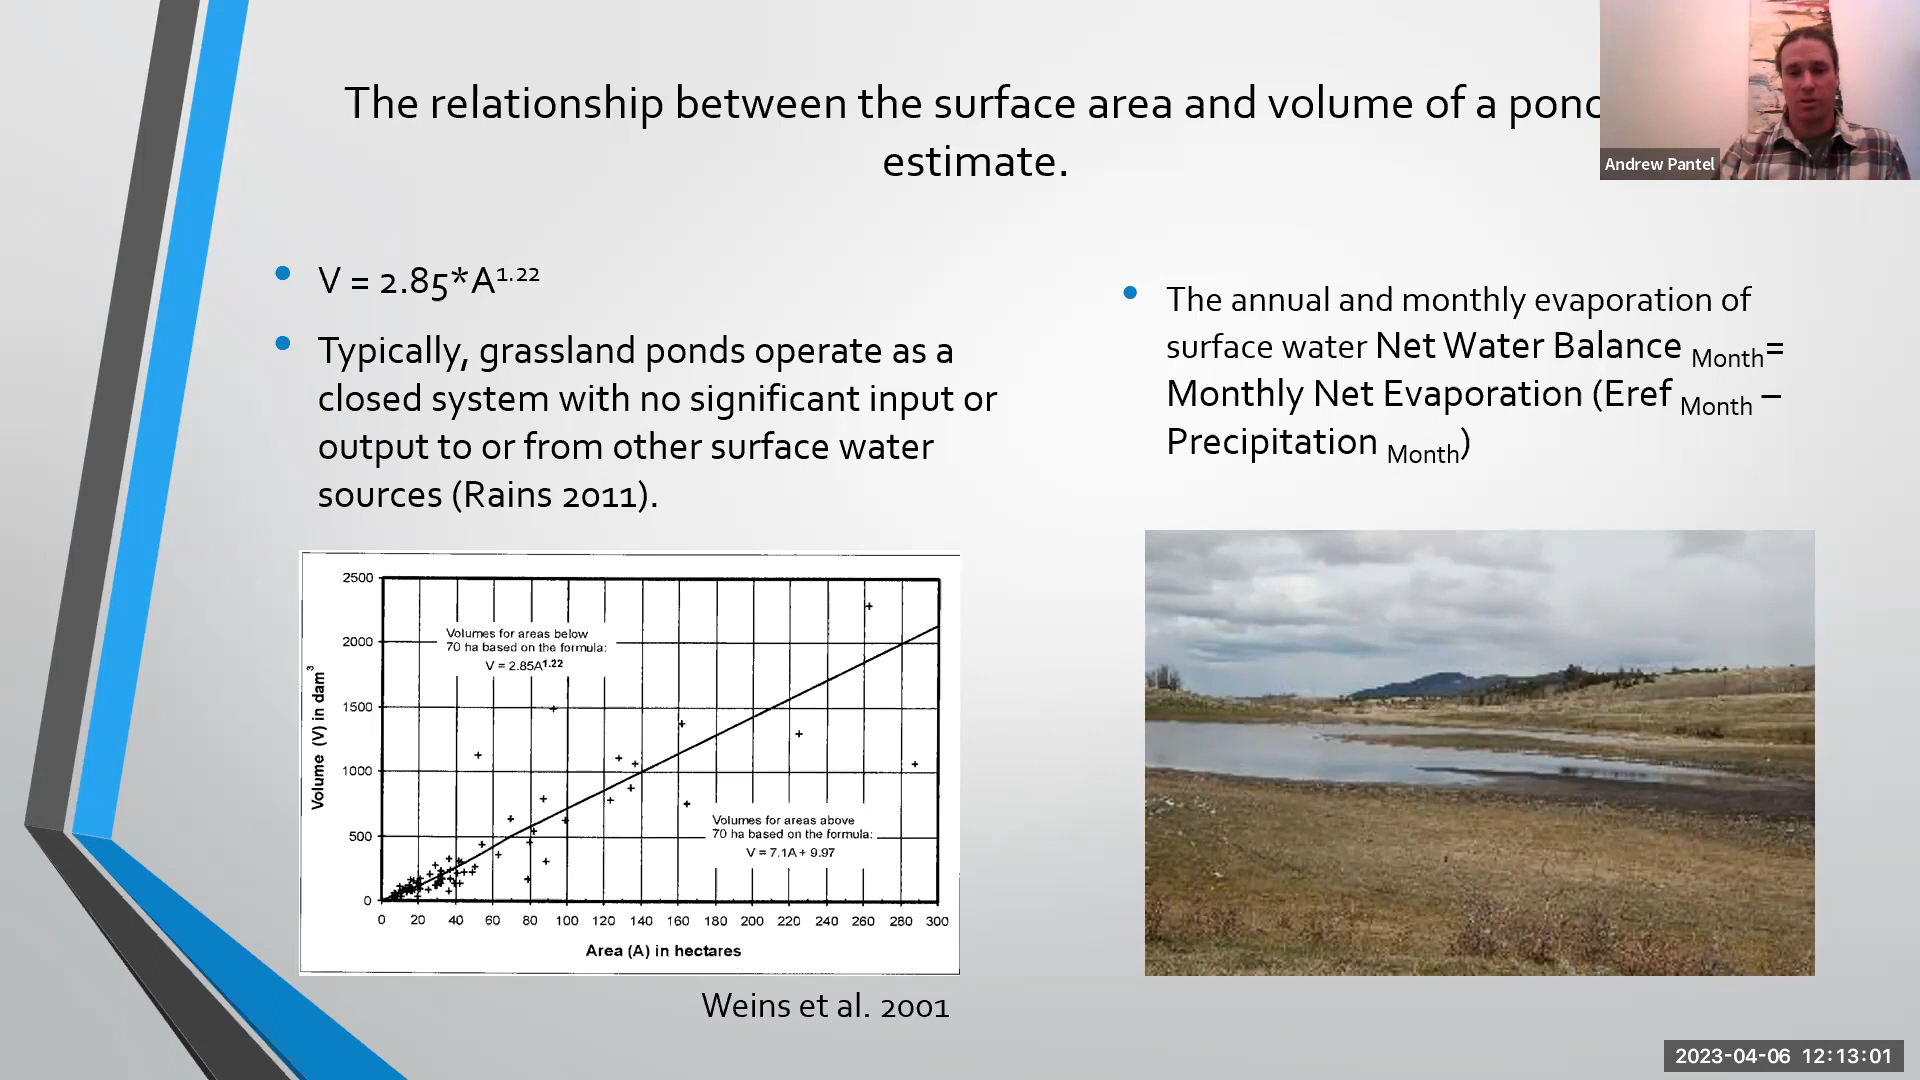 The relationship between the surface area and volume of a pond
estimate.
Andrew Pantel
V = 2.85*A1.22
Typically, grassland ponds operate as a
closed system with no significant input or
output to or from other surface water
sources (Rains 2011).
The annual and monthly evaporation of
surface water Net Water Balance Month=
Monthly Net Evaporation (Eref Month –
Precipitation Month)
2500
2000
1500
1000
500
0
Volume (V) in dam3
Volumes for areas below
70 ha based on the formula:
V = 2.85A1.22
Volumes for areas above
70 ha based on the formula:
V = 7.1A + 9.97
0 20 40 60 80 100 120 140 160 180 200 220 240 260 280 300
Area (A) in hectares
Weins et al. 2001
2023-04-06 12:13:01